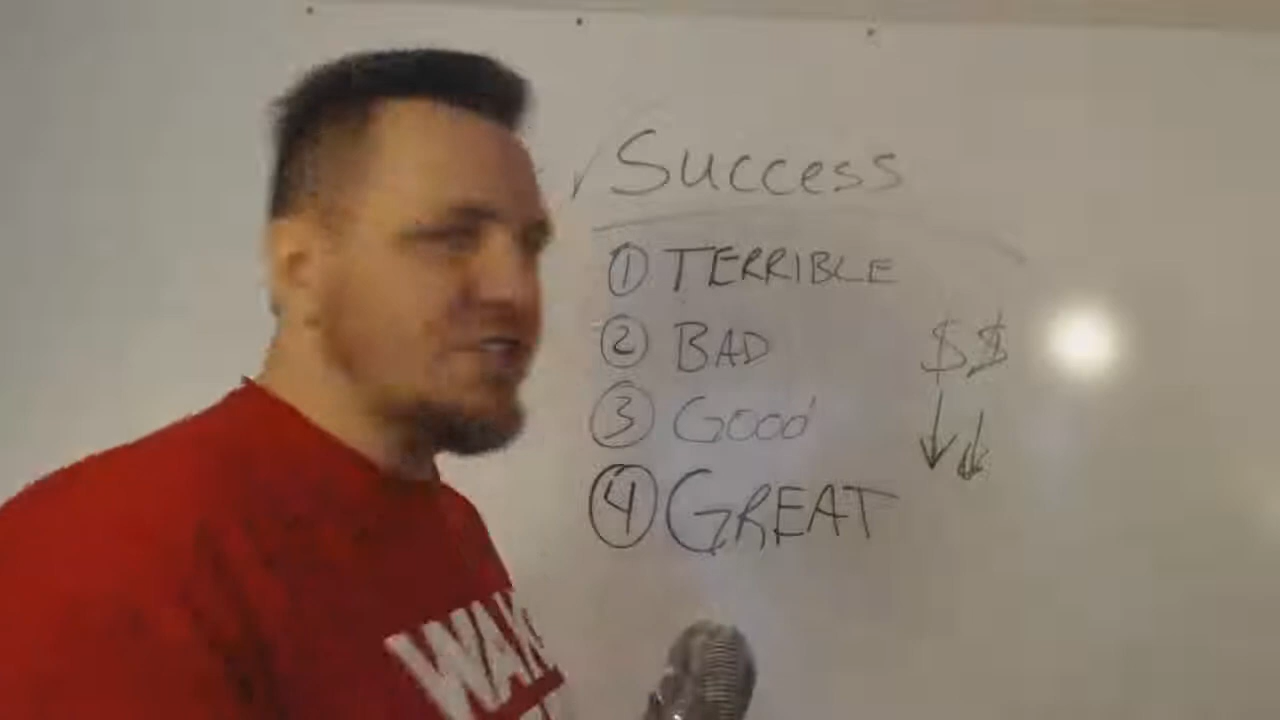 Success
① TERRIBLE
② BAD $$
③ Good
④ GREAT